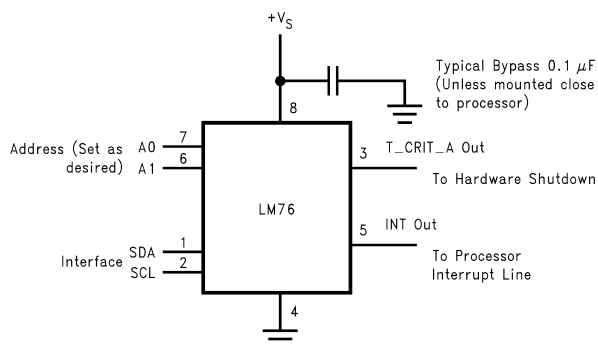 +VS
Typical Bypass 0.1 μF
(Unless mounted close
to processor)
8
Address (Set as
desired)
A0
7
A1
6
3
T_CRIT_A Out
To Hardware Shutdown
LM76
5
INT Out
To Processor
Interrupt Line
Interface
SDA
1
SCL
2
4